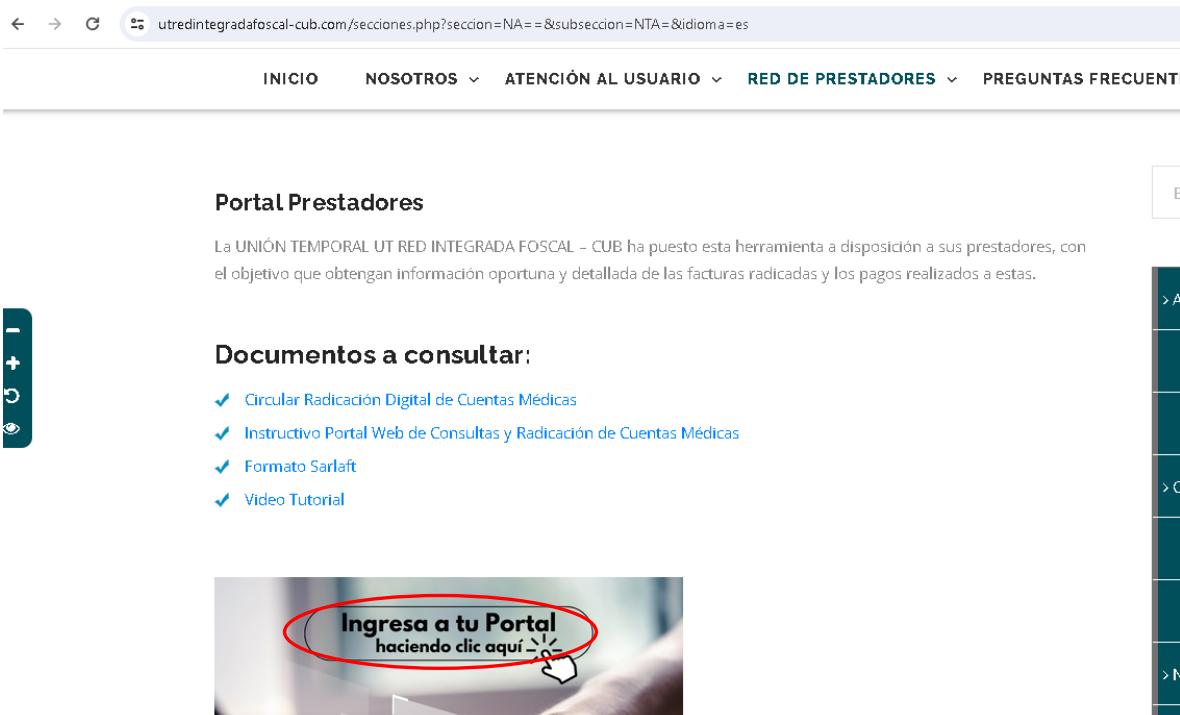 utredintegradafoscal-cub.com/secciones.php?seccion=NA==&subseccion=NTA=&idioma=es
INICIO NOSOTROS ATENCIÓN AL USUARIO RED DE PRESTADORES PREGUNTAS
Portal Prestadores
La UNIÓN TEMPORAL UT RED INTEGRADA FOSCAL – CUB ha puesto esta herramienta a disposición a sus prestadores, con
el objetivo que obtengan información oportuna y detallada de las facturas radicadas y los pagos realizados a estas.
Documentos a consultar:
Circular Radicación Digital de Cuentas Médicas
Instructivo Portal Web de Consultas y Radicación de Cuentas Médicas
Formato Sarlaft
Video Tutorial
Ingresa a tu Portal
haciendo clic aquí